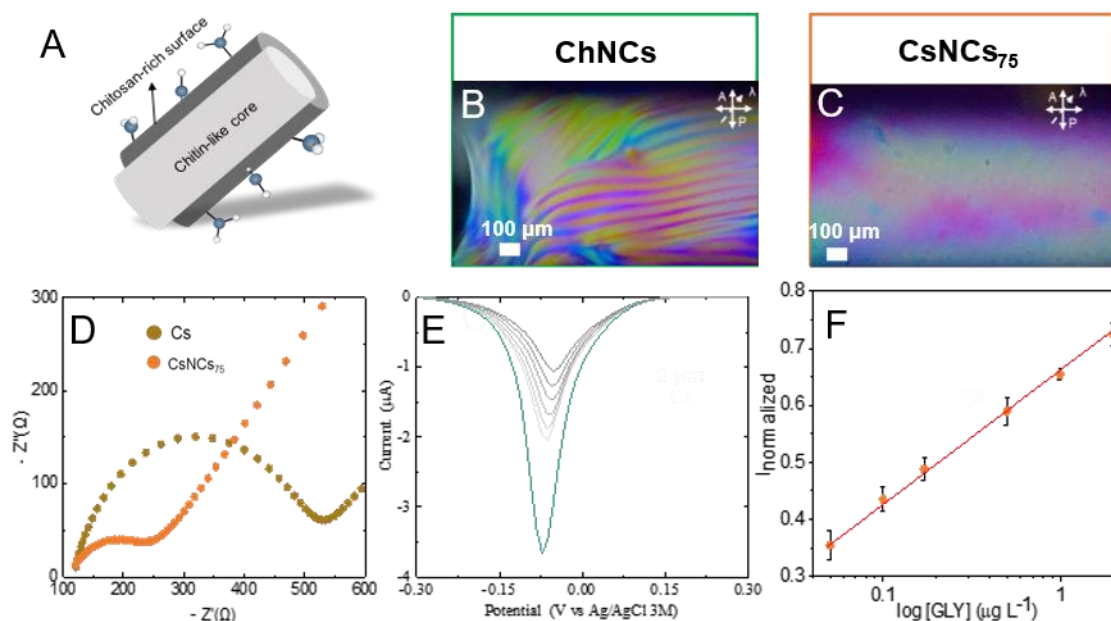 A
Chitosan-rich surface
Chitin-like core
ChNCs
B
A λ
P
100 µm
CsNCs₇₅
C
A λ
P
100 µm
D
Cs
CsNCs₇₅
300
200
100
0
100 200 300 400 500 600
- Z''(Ω)
- Z'(Ω)
E
0
-1
-2
-3
-4
-0.30 -0.15 0.00 0.15 0.30
Current (µA)
Potential (V vs Ag/AgCl 3M)
F
0.8
0.7
0.6
0.5
0.4
0.3
0.1 1
I normalized
log [GLY] (µg L⁻¹)